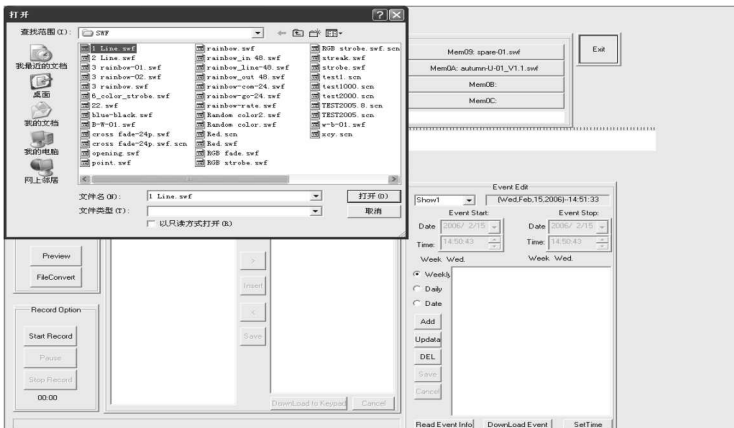 打开
查找范围(I):
SWF
我最近的文档
桌面
我的文档
我的电脑
网上邻居
1 Line.swf
2 Line.swf
3 rainbow-01.swf
3 rainbow-02.swf
3 rainbow.swf
6_color_strobe.swf
22.swf
blue-black.swf
B-W-01.swf
cross fade-24p.swf
cross fade-24p.swf.scn
opening.swf
point.swf
rainbow.swf
rainbow_in 48.swf
rainbow_line-48.swf
rainbow_out 48.swf
rainbow-com-24.swf
rainbow-go-24.swf
rainbow-rate.swf
Random color2.swf
Random color.swf
Red.scn
Red.swf
RGB fade.swf
RGB strobe.swf
RGB strobe.swf.scn
streak.swf
strobe.swf
test1.scn
test1000.scn
test2000.scn
TEST2005.8.scn
TEST2005.scn
w-b-01.swf
xcy.scn
文件名(N):
1 Line.swf
打开(O)
文件类型(T):
取消
以只读方式打开(R)
Mem09: spare-01.swf
Mem0A: autumn-U-01_V1.1.swf
Mem0B:
Mem0C:
Exit
Preview
FileConvert
Record Option
Start Record
Pause
Stop Record
00:00
>
Insert
<
Save
DownLoad to Keypad
Cancel
Event Edit
Show1
(Wed,Feb,15,2006)--14:51:33
Event Start:
Event Stop:
Date
2006/ 2/15
Date
2006/ 2/15
Time:
14:50:43
Time:
14:50:43
Week Wed.
Week Wed.
Weekly
Daily
Date
Add
Updata
DEL
Save
Cancel
Read Event Info
DownLoad Event
SetTime